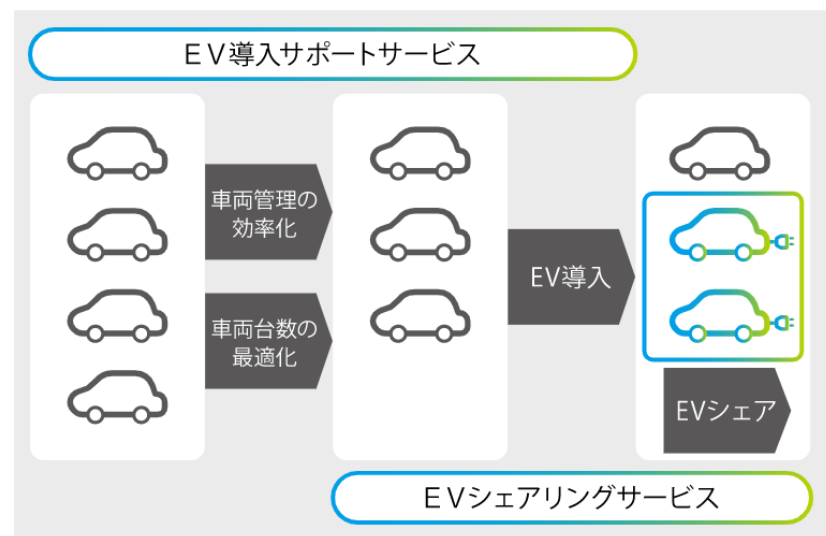 EV導入サポートサービス
車両管理の
効率化
車両台数の
最適化
EV導入
EVシェア
EVシェアリングサービス